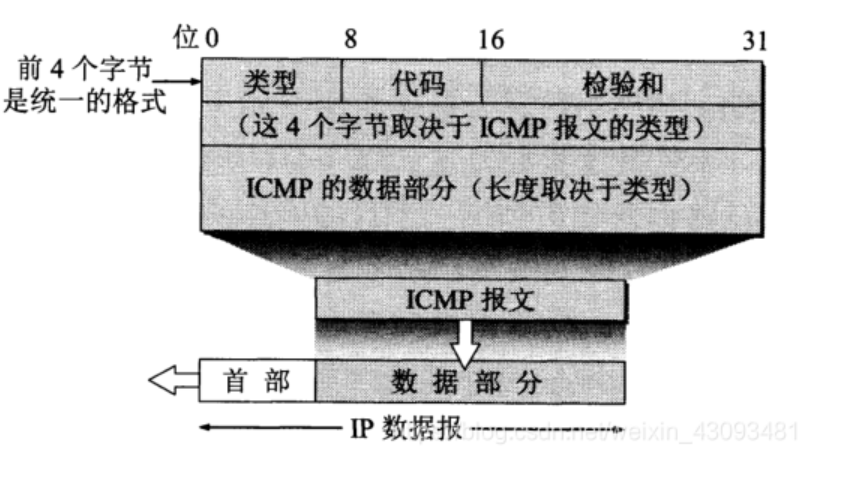 位 0 8 16 31
前 4 个字节
是统一的格式
类型 代码 检验和
（这 4 个字节取决于 ICMP 报文的类型）
ICMP 的数据部分（长度取决于类型）
ICMP 报文
首 部 数 据 部 分
IP 数据报
blog.csdn.net/weixin_43093481